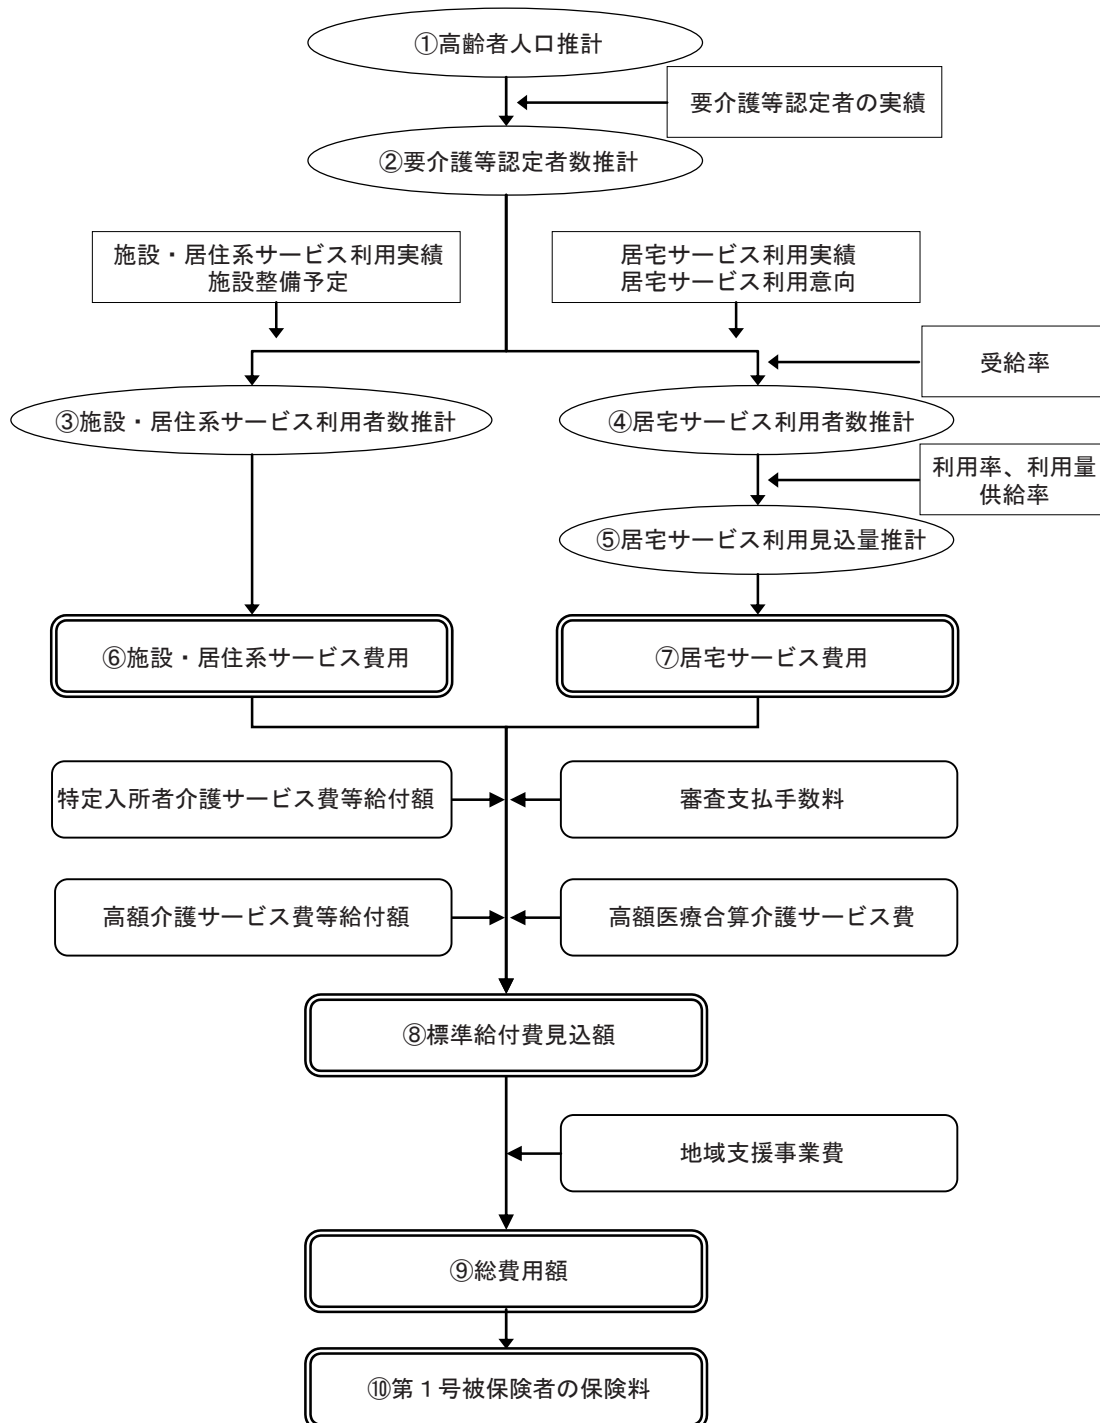 ①高齢者人口推計
要介護等認定者の実績
②要介護等認定者数推計
施設・居住系サービス利用実績
施設整備予定
居宅サービス利用実績
居宅サービス利用意向
受給率
③施設・居住系サービス利用者数推計
④居宅サービス利用者数推計
利用率、利用量
供給率
⑤居宅サービス利用見込量推計
⑥施設・居住系サービス費用
⑦居宅サービス費用
特定入所者介護サービス費等給付額
審査支払手数料
高額介護サービス費等給付額
高額医療合算介護サービス費
⑧標準給付費見込額
地域支援事業費
⑨総費用額
⑩第１号被保険者の保険料